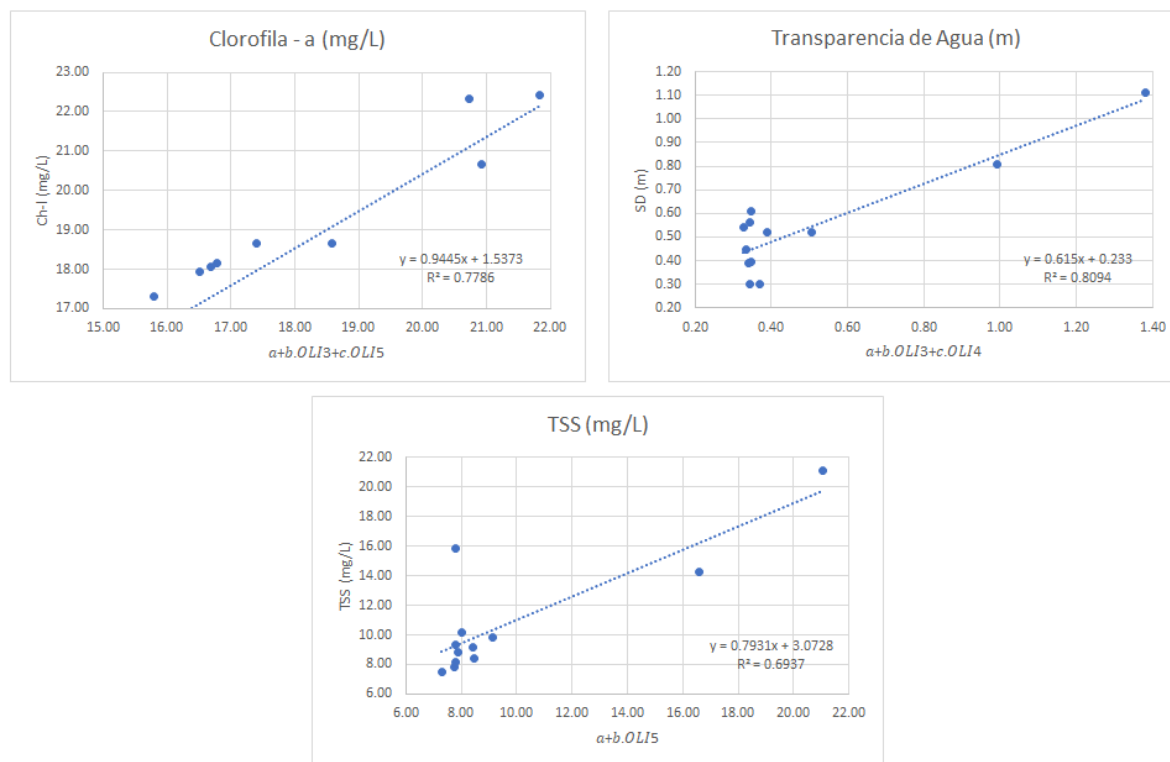 Clorofila - a (mg/L)
Ch-l (mg/L)
23.00
22.00
21.00
20.00
19.00
18.00
17.00
y = 0.9445x + 1.5373
R² = 0.7786
15.00 16.00 17.00 18.00 19.00 20.00 21.00 22.00
a+b.OLI3+c.OLI5
Transparencia de Agua (m)
SD (m)
1.20
1.10
1.00
0.90
0.80
0.70
0.60
0.50
0.40
0.30
0.20
y = 0.615x + 0.233
R² = 0.8094
0.20 0.40 0.60 0.80 1.00 1.20 1.40
a+b.OLI3+c.OLI4
TSS (mg/L)
TSS (mg/L)
22.00
20.00
18.00
16.00
14.00
12.00
10.00
8.00
6.00
y = 0.7931x + 3.0728
R² = 0.6937
6.00 8.00 10.00 12.00 14.00 16.00 18.00 20.00 22.00
a+b.OLI5